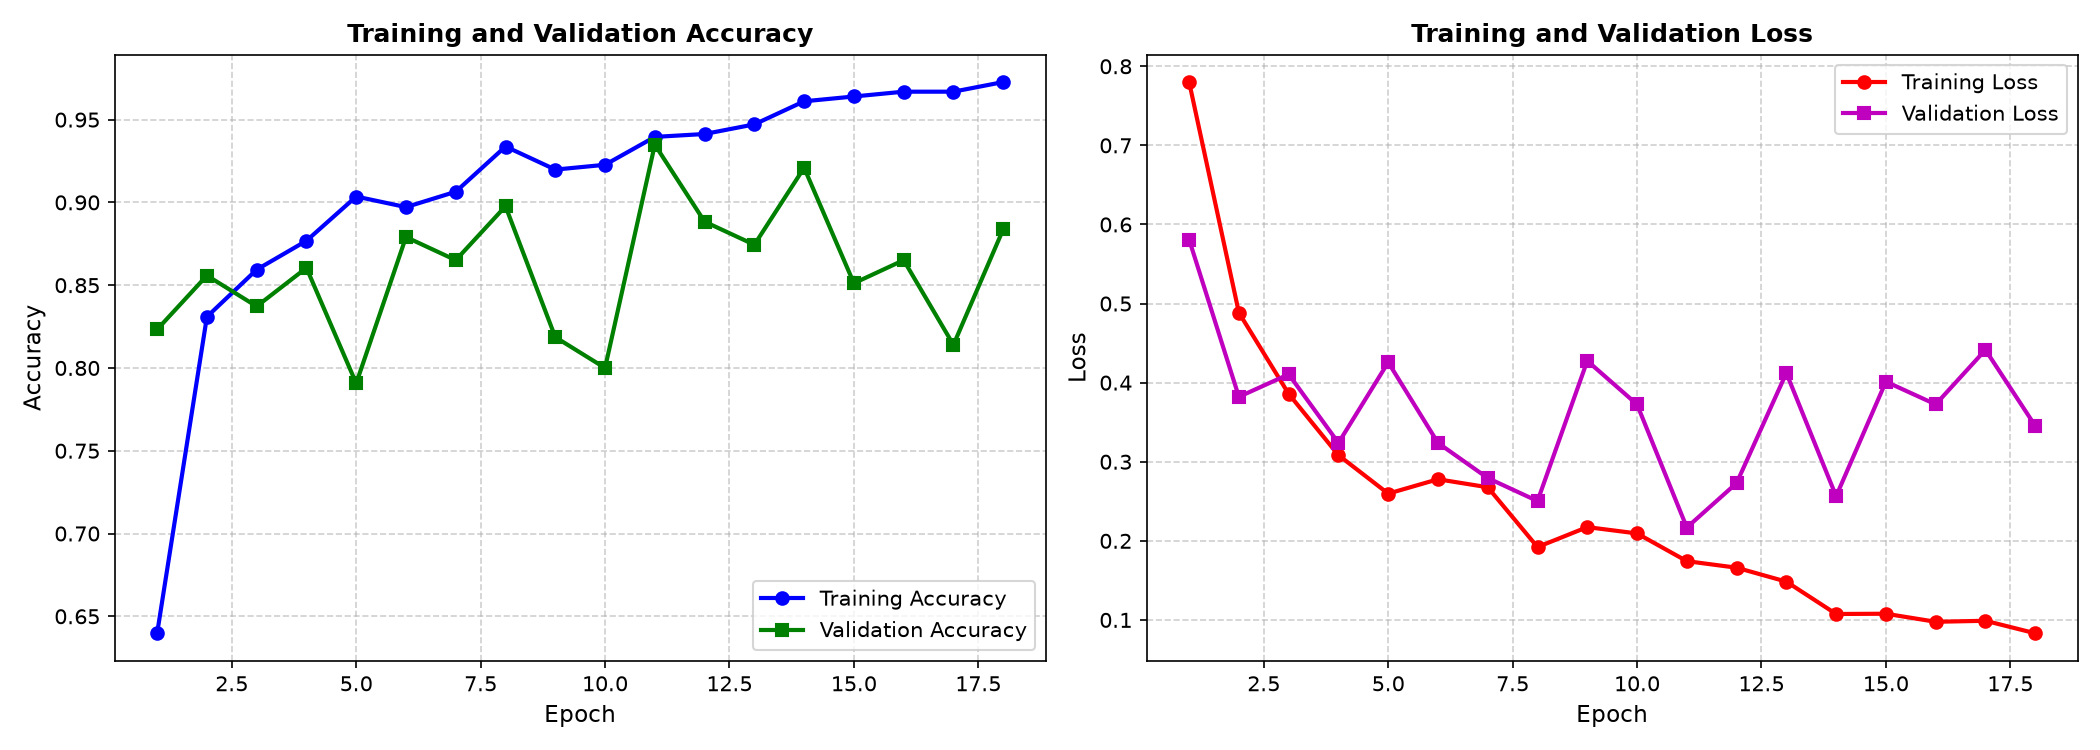 Training and Validation Accuracy
0.95
0.90
0.85
0.80
0.75
0.70
0.65
Accuracy
2.5 5.0 7.5 10.0 12.5 15.0 17.5
Epoch
Training Accuracy
Validation Accuracy
Training and Validation Loss
0.8
0.7
0.6
0.5
0.4
0.3
0.2
0.1
Loss
2.5 5.0 7.5 10.0 12.5 15.0 17.5
Epoch
Training Loss
Validation Loss